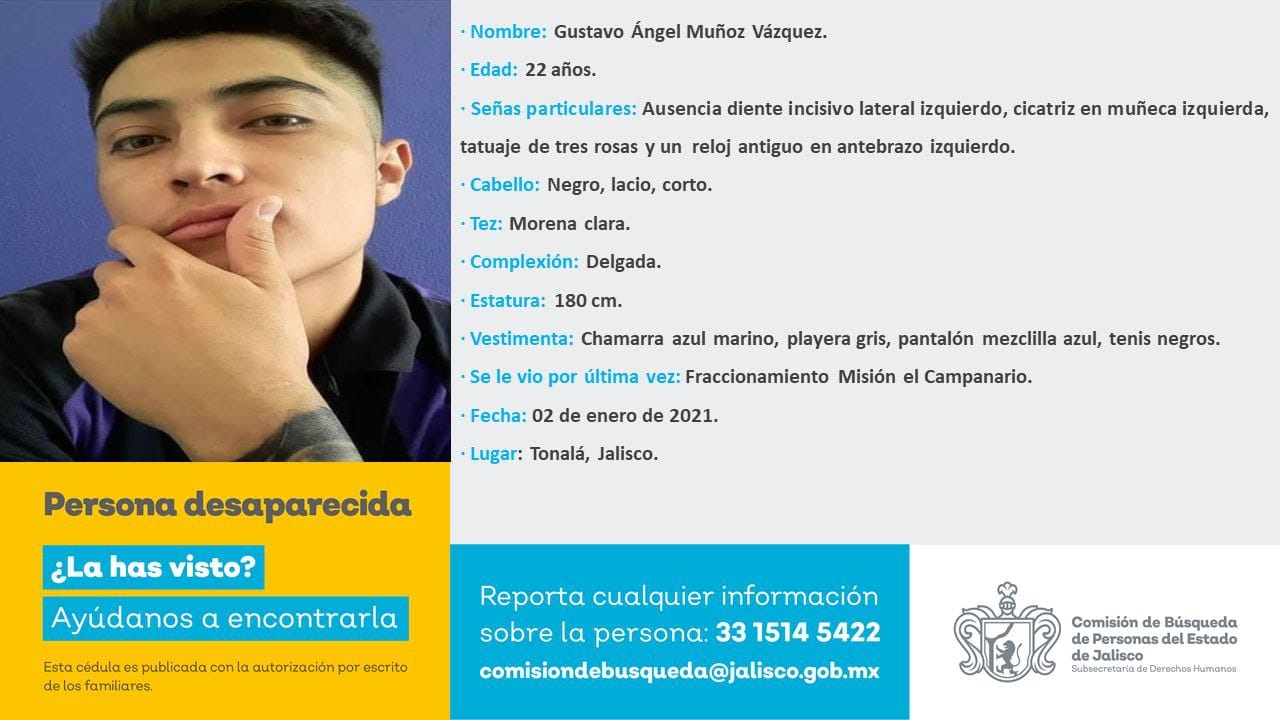 · Nombre: Gustavo Ángel Muñoz Vázquez.
· Edad: 22 años.
· Señas particulares: Ausencia diente incisivo lateral izquierdo, cicatriz en muñeca izquierda,
tatuaje de tres rosas y un reloj antiguo en antebrazo izquierdo.
· Cabello: Negro, lacio, corto.
· Tez: Morena clara.
· Complexión: Delgada.
· Estatura: 180 cm.
· Vestimenta: Chamarra azul marino, playera gris, pantalón mezclilla azul, tenis negros.
· Se le vio por última vez: Fraccionamiento Misión el Campanario.
· Fecha: 02 de enero de 2021.
· Lugar: Tonalá, Jalisco.
Persona desaparecida
¿La has visto?
Ayúdanos a encontrarla
Esta cédula es publicada con la autorización por escrito
de los familiares.
Reporta cualquier información
sobre la persona: 33 1514 5422
comisiondebusqueda@jalisco.gob.mx
Comisión de Búsqueda
de Personas del Estado
de Jalisco
Subsecretaría de Derechos Humanos